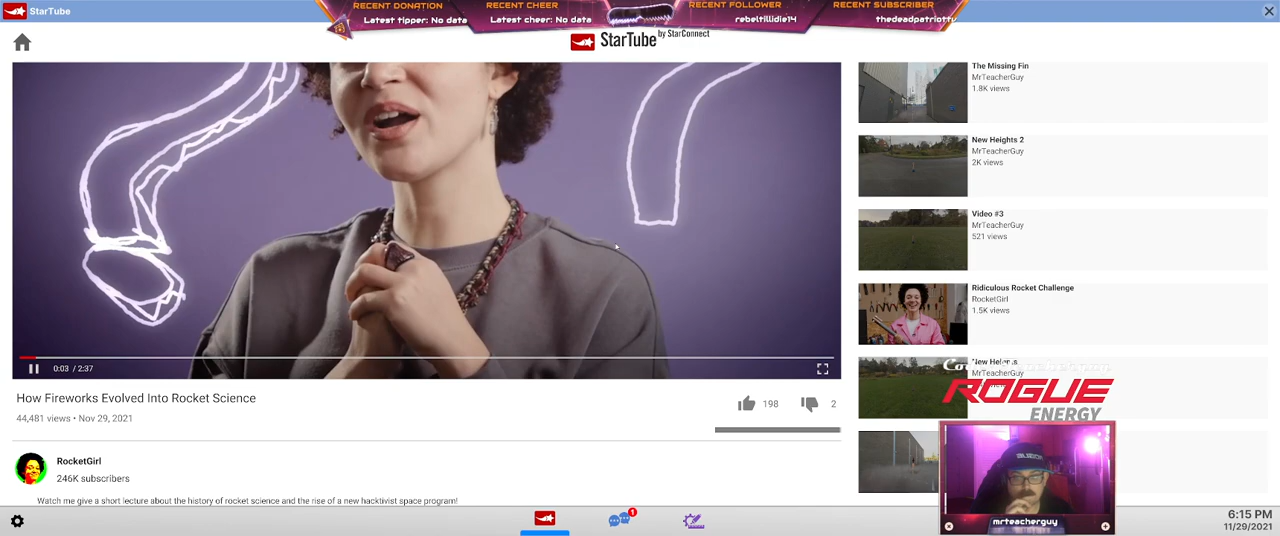 StarTube
RECENT DONATION
Latest tipper: No data
RECENT CHEER
Latest cheer: No data
RECENT FOLLOWER
rebeltillidie14
RECENT SUBSCRIBER
thedeadpatriottv
StarTube by StarConnect
The Missing Fin
MrTeacherGuy
1.8K views
New Heights 2
MrTeacherGuy
2K views
Video #3
MrTeacherGuy
521 views
Ridiculous Rocket Challenge
RocketGirl
1.5K views
MrTeacherGuy
ROGUE
ENERGY
0:03 / 2:37
How Fireworks Evolved Into Rocket Science
44,481 views • Nov 29, 2021
198
2
RocketGirl
246K subscribers
Watch me give a short lecture about the history of rocket science and the rise of a new hacktivist space program!
1
mrteacherguy
6:15 PM
11/29/2021